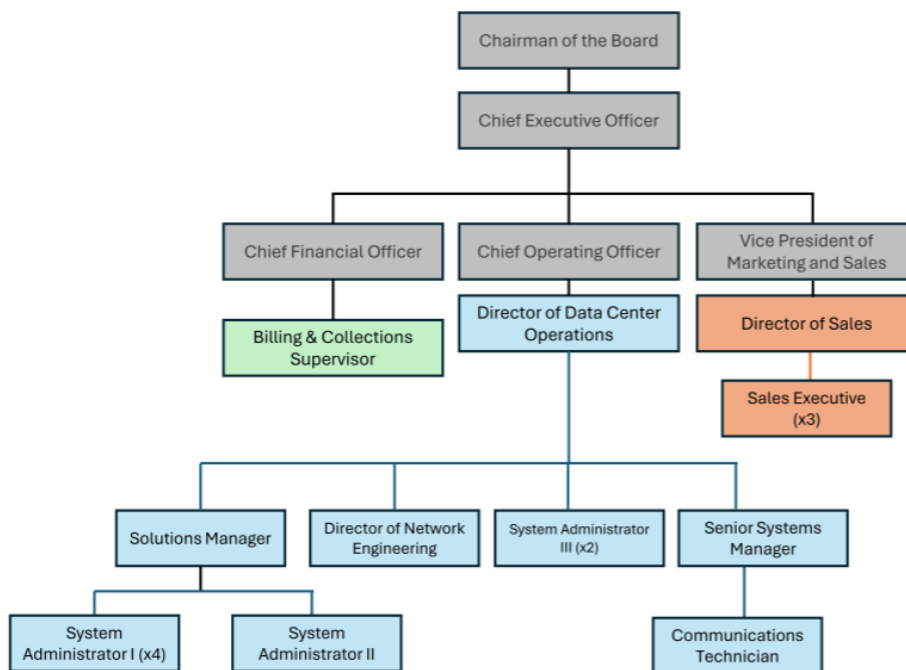 Chairman of the Board
Chief Executive Officer
Chief Financial Officer
Chief Operating Officer
Vice President of
Marketing and Sales
Billing & Collections
Supervisor
Director of Data Center
Operations
Director of Sales
Sales Executive
(x3)
Solutions Manager
Director of Network
Engineering
System Administrator
III (x2)
Senior Systems
Manager
System
Administrator I (x4)
System
Administrator II
Communications
Technician